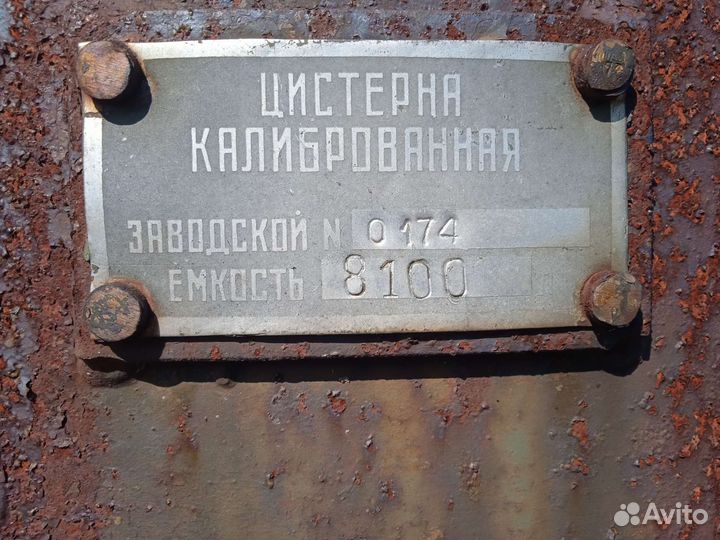 ЦИСТЕРНА
КАЛИБРОВАННАЯ
ЗАВОДСКОЙ N 0174
ЕМКОСТЬ 8100
Avito